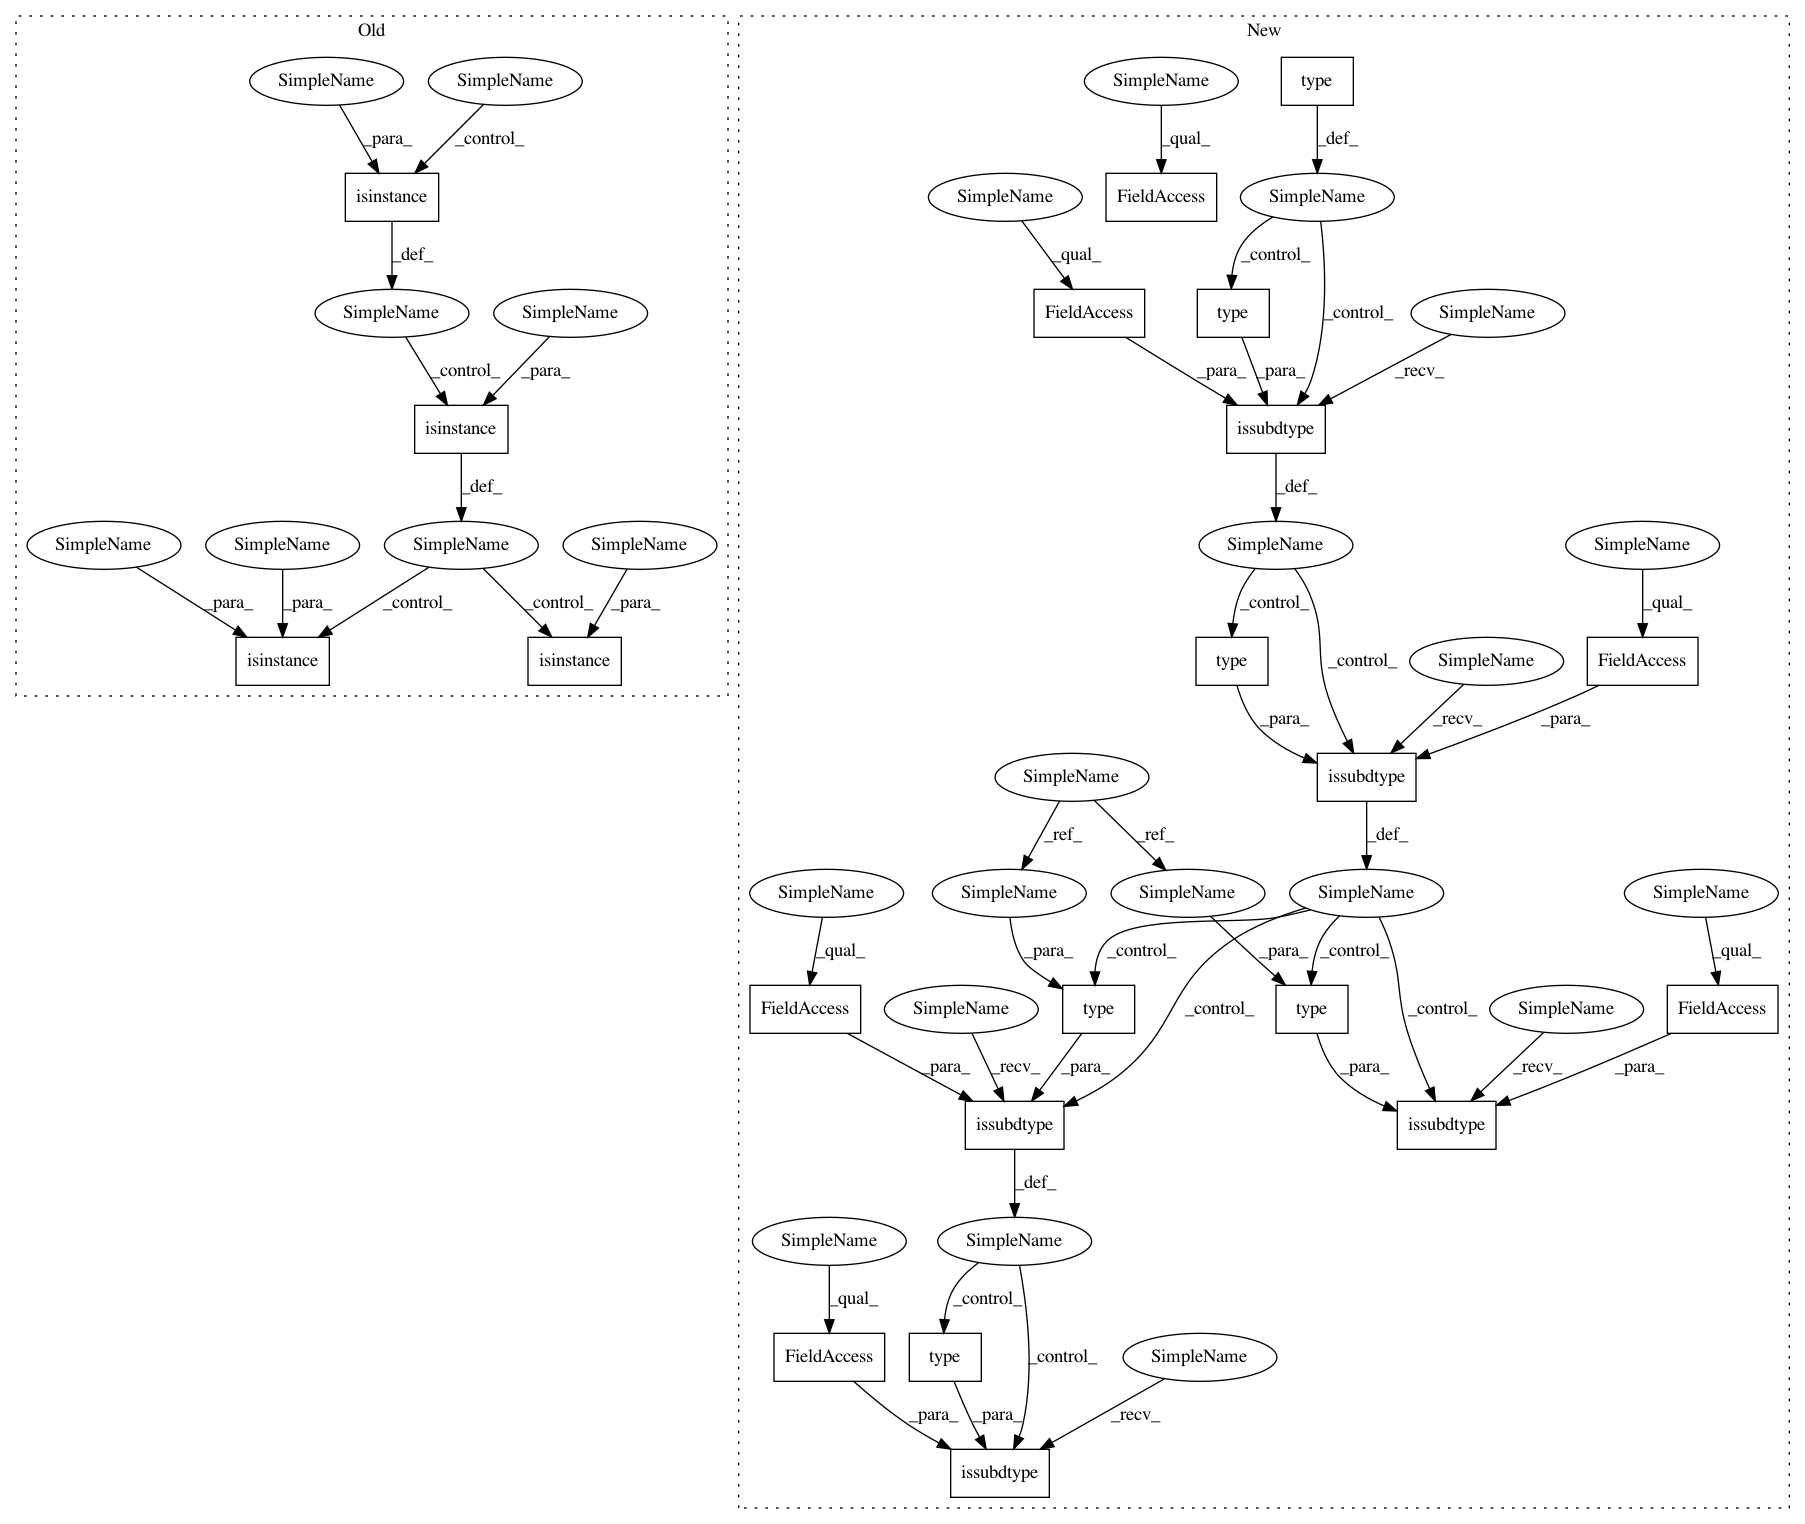 Old
SimpleName
SimpleName
_para_
_control_
isinstance
_def_
SimpleName
SimpleName
_control_
_para_
isinstance
_def_
SimpleName
SimpleName
SimpleName
SimpleName
_para_
_para_
_control_
_control_
_para_
isinstance
isinstance
New
SimpleName
type
_qual_
_def_
SimpleName
FieldAccess
SimpleName
_qual_
_control_
FieldAccess
type
_control_
SimpleName
_para_
_para_
_recv_
issubdtype
_def_
SimpleName
SimpleName
_control_
_qual_
type
_control_
SimpleName
FieldAccess
_para_
_recv_
_para_
SimpleName
issubdtype
_ref_
_ref_
_def_
SimpleName
SimpleName
SimpleName
SimpleName
SimpleName
_qual_
_para_
_control_
_para_
_control_
_qual_
FieldAccess
SimpleName
type
_control_
type
_control_
SimpleName
FieldAccess
_para_
_recv_
_para_
_para_
_recv_
_para_
issubdtype
issubdtype
_def_
SimpleName
SimpleName
_qual_
_control_
FieldAccess
type
_control_
SimpleName
_para_
_para_
_recv_
issubdtype